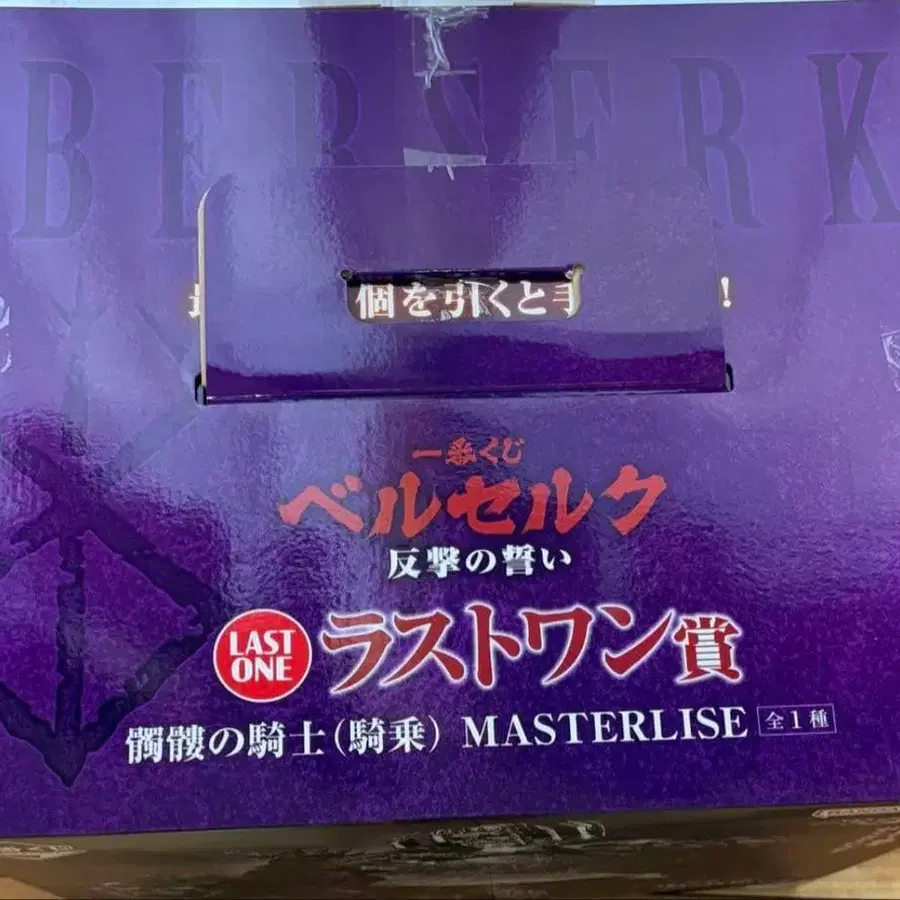 BERSERK
個を引くと手
!
一番くじ
ベルセルク
反撃の誓い
LAST ONE ラストワン賞
髑髏の騎士(騎乗) MASTERLISE 全1種